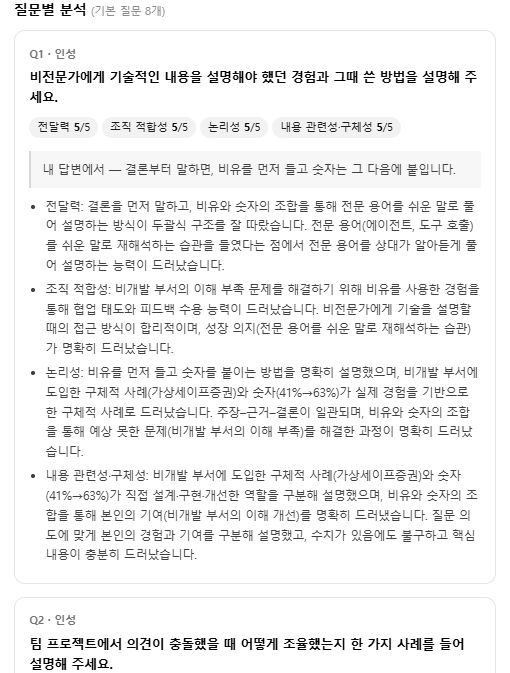 질문별 분석 (기본 질문 8개)
Q1 · 인성
비전문가에게 기술적인 내용을 설명해야 했던 경험과 그때 쓴 방법을 설명해 주
세요.
전달력 5/5 조직 적합성 5/5 논리성 5/5 내용 관련성·구체성 5/5
내 답변에서 — 결론부터 말하면, 비유를 먼저 들고 숫자는 그 다음에 붙입니다.
• 전달력: 결론을 먼저 말하고, 비유와 숫자의 조합을 통해 전문 용어를 쉬운 말로 풀
어 설명하는 방식이 두괄식 구조를 잘 따랐습니다. 전문 용어(에이전트, 도구 호출)
를 쉬운 말로 재해석하는 습관을 들였다는 점에서 전문 용어를 상대가 알아듣게 풀
어 설명하는 능력이 드러났습니다.
• 조직 적합성: 비개발 부서의 이해 부족 문제를 해결하기 위해 비유를 사용한 경험을
통해 협업 태도와 피드백 수용 능력이 드러났습니다. 비전문가에게 기술을 설명할
때의 접근 방식이 합리적이며, 성장 의지(전문 용어를 쉬운 말로 재해석하는 습관)
가 명확히 드러났습니다.
• 논리성: 비유를 먼저 들고 숫자를 붙이는 방법을 명확히 설명했으며, 비개발 부서에
도입한 구체적 사례(가상세이프증권)와 숫자(41%→63%)가 실제 경험을 기반으로
한 구체적 사례로 드러났습니다. 주장–근거–결론이 일관되며, 비유와 숫자의 조합
을 통해 예상 못한 문제(비개발 부서의 이해 부족)를 해결한 과정이 명확히 드러났
습니다.
• 내용 관련성·구체성: 비개발 부서에 도입한 구체적 사례(가상세이프증권)와 숫자
(41%→63%)가 직접 설계·구현·개선한 역할을 구분해 설명했으며, 비유와 숫자의 조
합을 통해 본인의 기여(비개발 부서의 이해 개선)를 명확히 드러냈습니다. 질문 의
도에 맞게 본인의 경험과 기여를 구분해 설명했고, 수치가 있음에도 불구하고 핵심
내용이 충분히 드러났습니다.
Q2 · 인성
팀 프로젝트에서 의견이 충돌했을 때 어떻게 조율했는지 한 가지 사례를 들어
설명해 주세요.